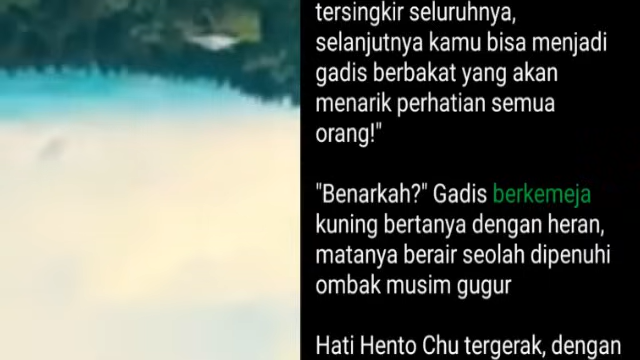 tersingkir seluruhnya,
selanjutnya kamu bisa menjadi
gadis berbakat yang akan
menarik perhatian semua
orang!"
"Benarkah?" Gadis berkemeja
kuning bertanya dengan heran,
matanya berair seolah dipenuhi
ombak musim gugur
Hati Hento Chu tergerak, dengan